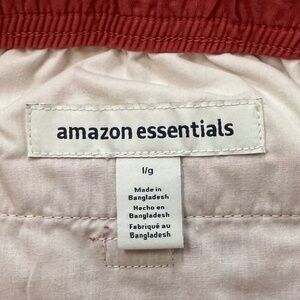 amazon essentials
l/g
Made in
Bangladesh
Hecho en
Bangladesh
Fabriqué au
Bangladesh